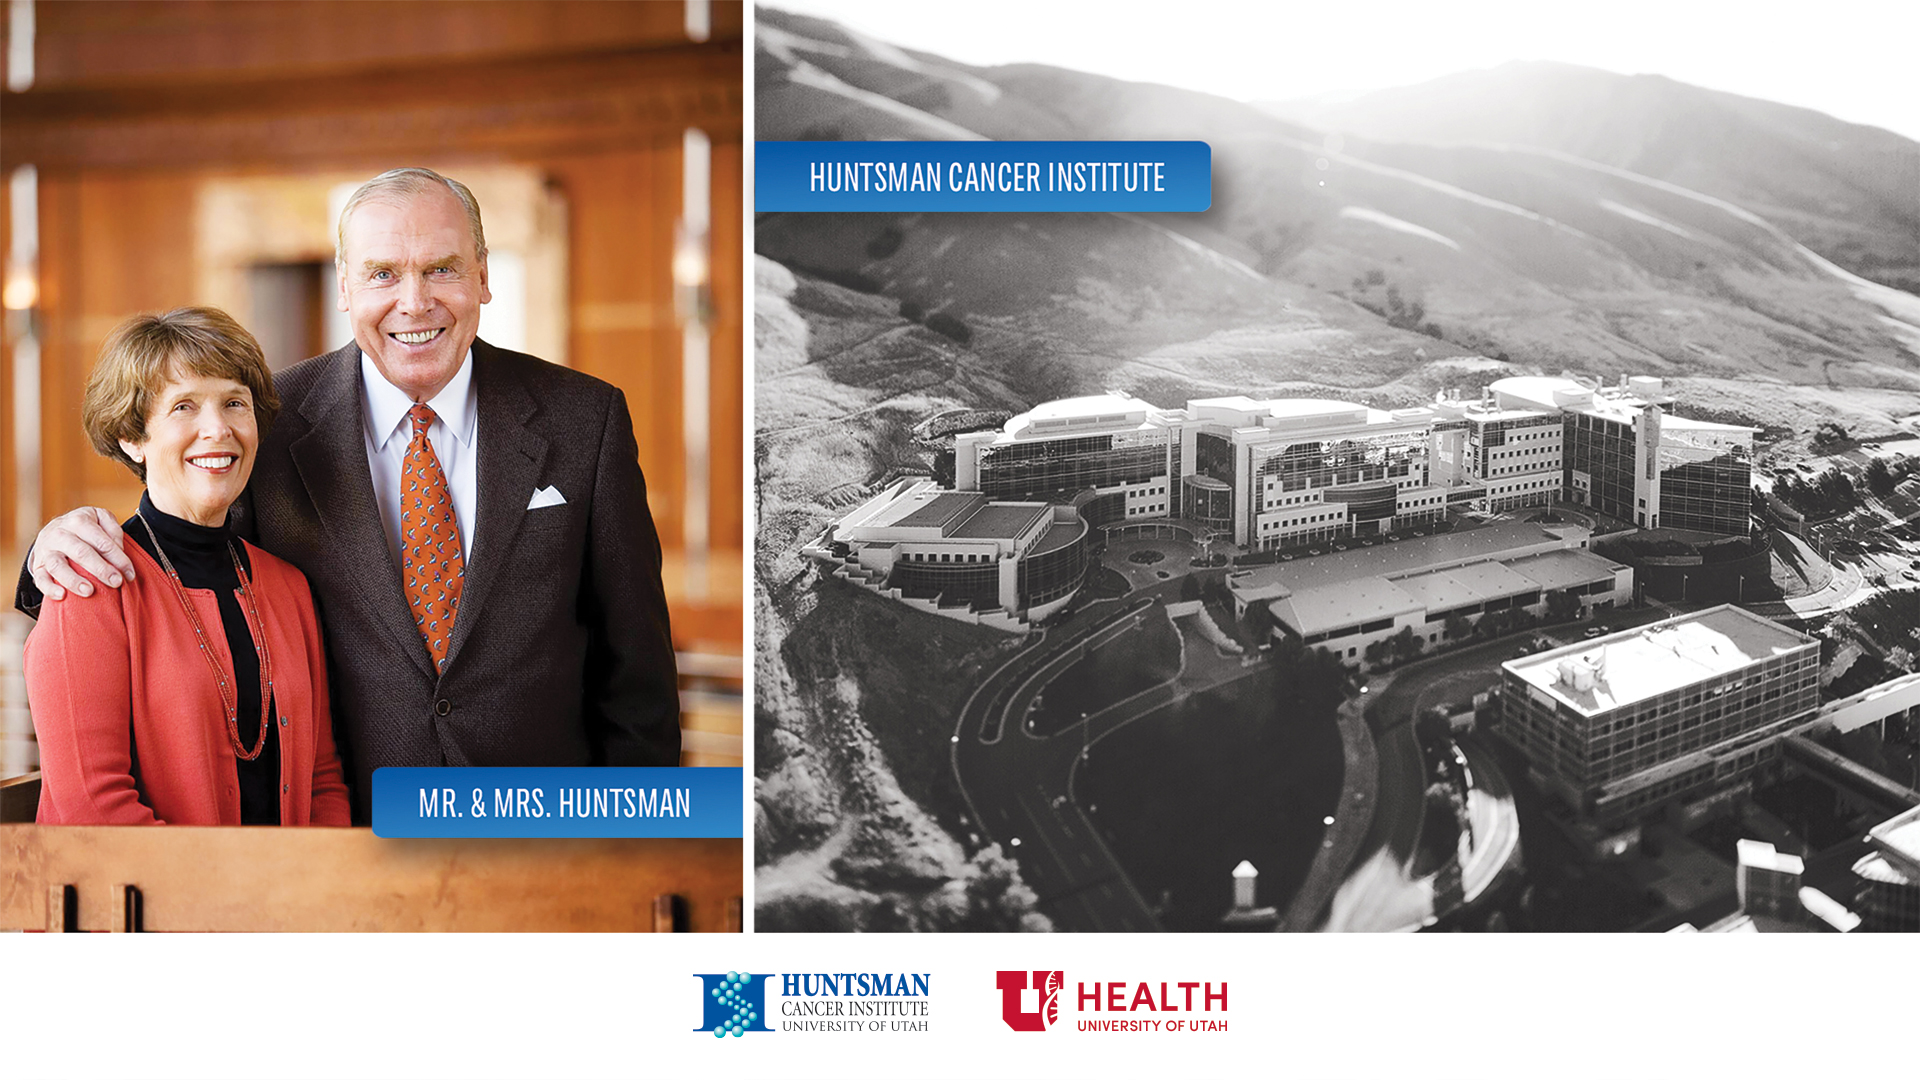 HUNTSMAN CANCER INSTITUTE
MR. & MRS. HUNTSMAN
HUNTSMAN
CANCER INSTITUTE
UNIVERSITY OF UTAH
U HEALTH
UNIVERSITY OF UTAH